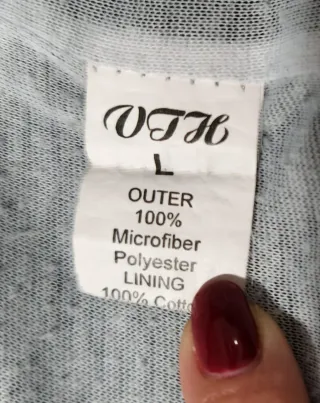 VTH
L
OUTER
100%
Microfiber
Polyester
LINING
100%